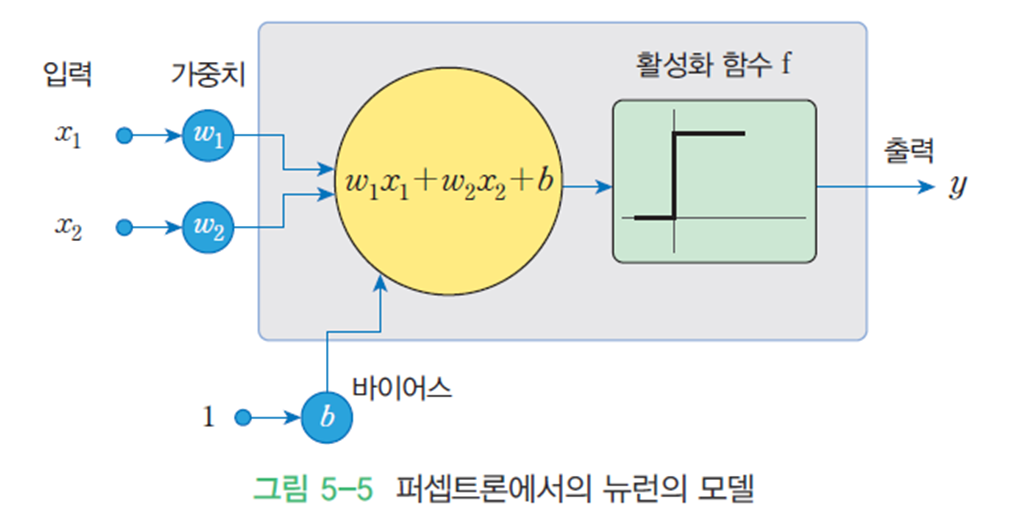 입력 가중치 활성화 함수 f
x₁ w₁
w₁x₁+w₂x₂+b
출력
y
x₂ w₂
바이어스
1 b
그림 5-5 퍼셉트론에서의 뉴런의 모델